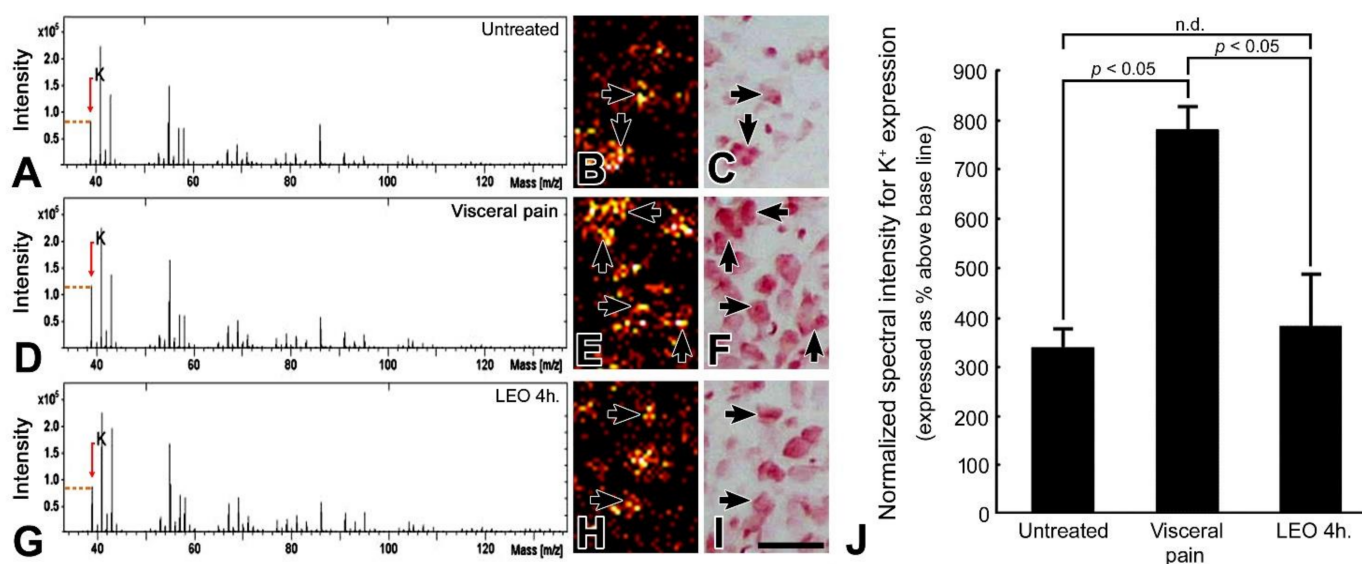 Untreated
Intensity
×10⁵
2.0
1.5
1.0
0.5
K
40
60
80
100
120
Mass [m/z]
A
B
C
Visceral pain
Intensity
×10⁵
2.0
1.5
1.0
0.5
K
40
60
80
100
120
Mass [m/z]
D
E
F
LEO 4h.
Intensity
×10⁵
2.0
1.5
1.0
0.5
K
40
60
80
100
120
Mass [m/z]
G
H
I
n.d.
p < 0.05
p < 0.05
Normalized spectral intensity for K⁺ expression
(expressed as % above base line)
900
800
700
600
500
400
300
200
100
0
Untreated
Visceral
pain
LEO 4h.
J